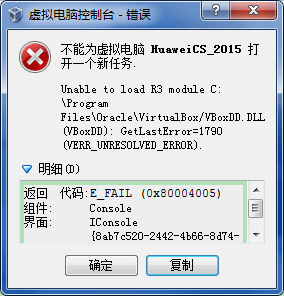 虚拟电脑控制台 - 错误
不能为虚拟电脑 HuaweiCS_2015 打
开一个新任务.
Unable to load R3 module C:
\Program
Files\Oracle\VirtualBox/VBoxDD.DLL
(VBoxDD): GetLastError=1790
(VERR_UNRESOLVED_ERROR).
明细(D)
返回 代码:E_FAIL (0x80004005)
组件: Console
界面: IConsole
{8ab7c520-2442-4b66-8d74-
确定 复制